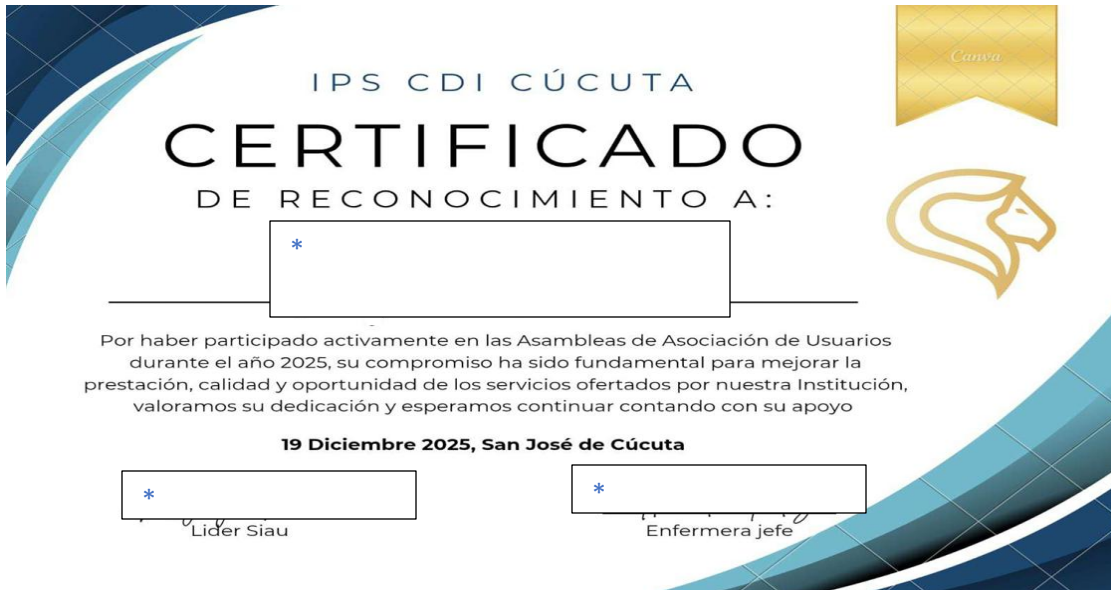 Canva
IPS CDI CÚCUTA
CERTIFICADO
DE RECONOCIMIENTO A:
*
Por haber participado activamente en las Asambleas de Asociación de Usuarios
durante el año 2025, su compromiso ha sido fundamental para mejorar la
prestación, calidad y oportunidad de los servicios ofertados por nuestra Institución,
valoramos su dedicación y esperamos continuar contando con su apoyo
19 Diciembre 2025, San José de Cúcuta
* *
Lider Siau Enfermera jefe